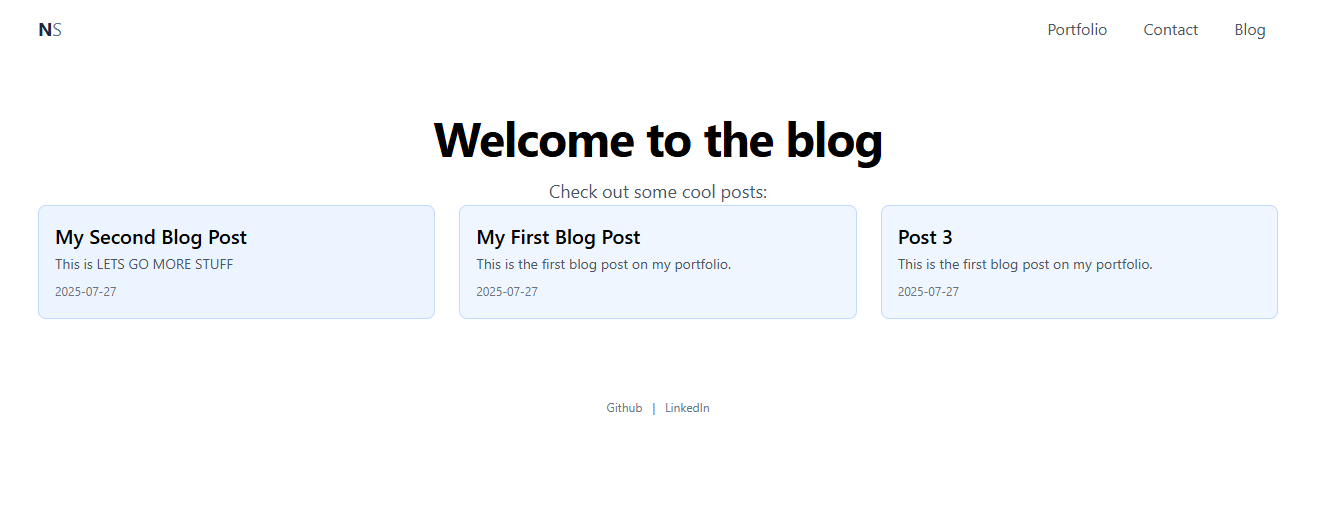 NS Portfolio Contact Blog
Welcome to the blog
Check out some cool posts:
My Second Blog Post
This is LETS GO MORE STUFF
2025-07-27
My First Blog Post
This is the first blog post on my portfolio.
2025-07-27
Post 3
This is the first blog post on my portfolio.
2025-07-27
Github | LinkedIn